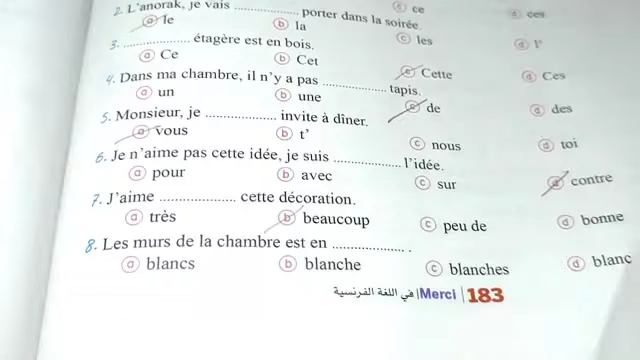 ⓒ ce ⓓ ces
2. L'anorak, je vais .............. porter dans la soirée.
ⓐ le ⓑ la ⓒ les ⓓ l'
3. .............. étagère est en bois.
ⓐ Ce ⓑ Cet ⓒ Cette ⓓ Ces
4. Dans ma chambre, il n'y a pas .............. tapis.
ⓐ un ⓑ une ⓒ de ⓓ des
5. Monsieur, je .............. invite à dîner.
ⓐ vous ⓑ t' ⓒ nous ⓓ toi
6. Je n'aime pas cette idée, je suis .............. l'idée.
ⓐ pour ⓑ avec ⓒ sur ⓓ contre
7. J'aime .............. cette décoration.
ⓐ très ⓑ beaucoup ⓒ peu de ⓓ bonne
8. Les murs de la chambre est en .............. .
ⓐ blancs ⓑ blanche ⓒ blanches ⓓ blanc
183 | Merci| في اللغة الفرنسية